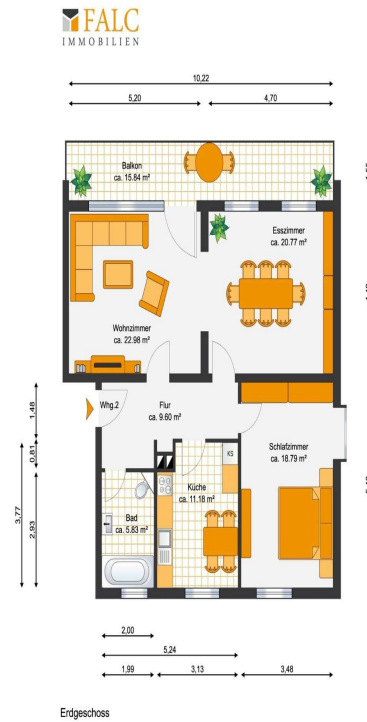 FALC
IMMOBILIEN
10,22
5,20
4,70
Balkon
ca. 15.84 m²
Esszimmer
ca. 20.77 m²
Wohnzimmer
ca. 22.98 m²
Whg.2
Flur
ca. 9.60 m²
1,48
0,81
3,77
2,93
KS
Schlafzimmer
ca. 18.79 m²
Küche
ca. 11.18 m²
Bad
ca. 5.83 m²
2,00
5,24
1,99
3,13
3,48
Erdgeschoss